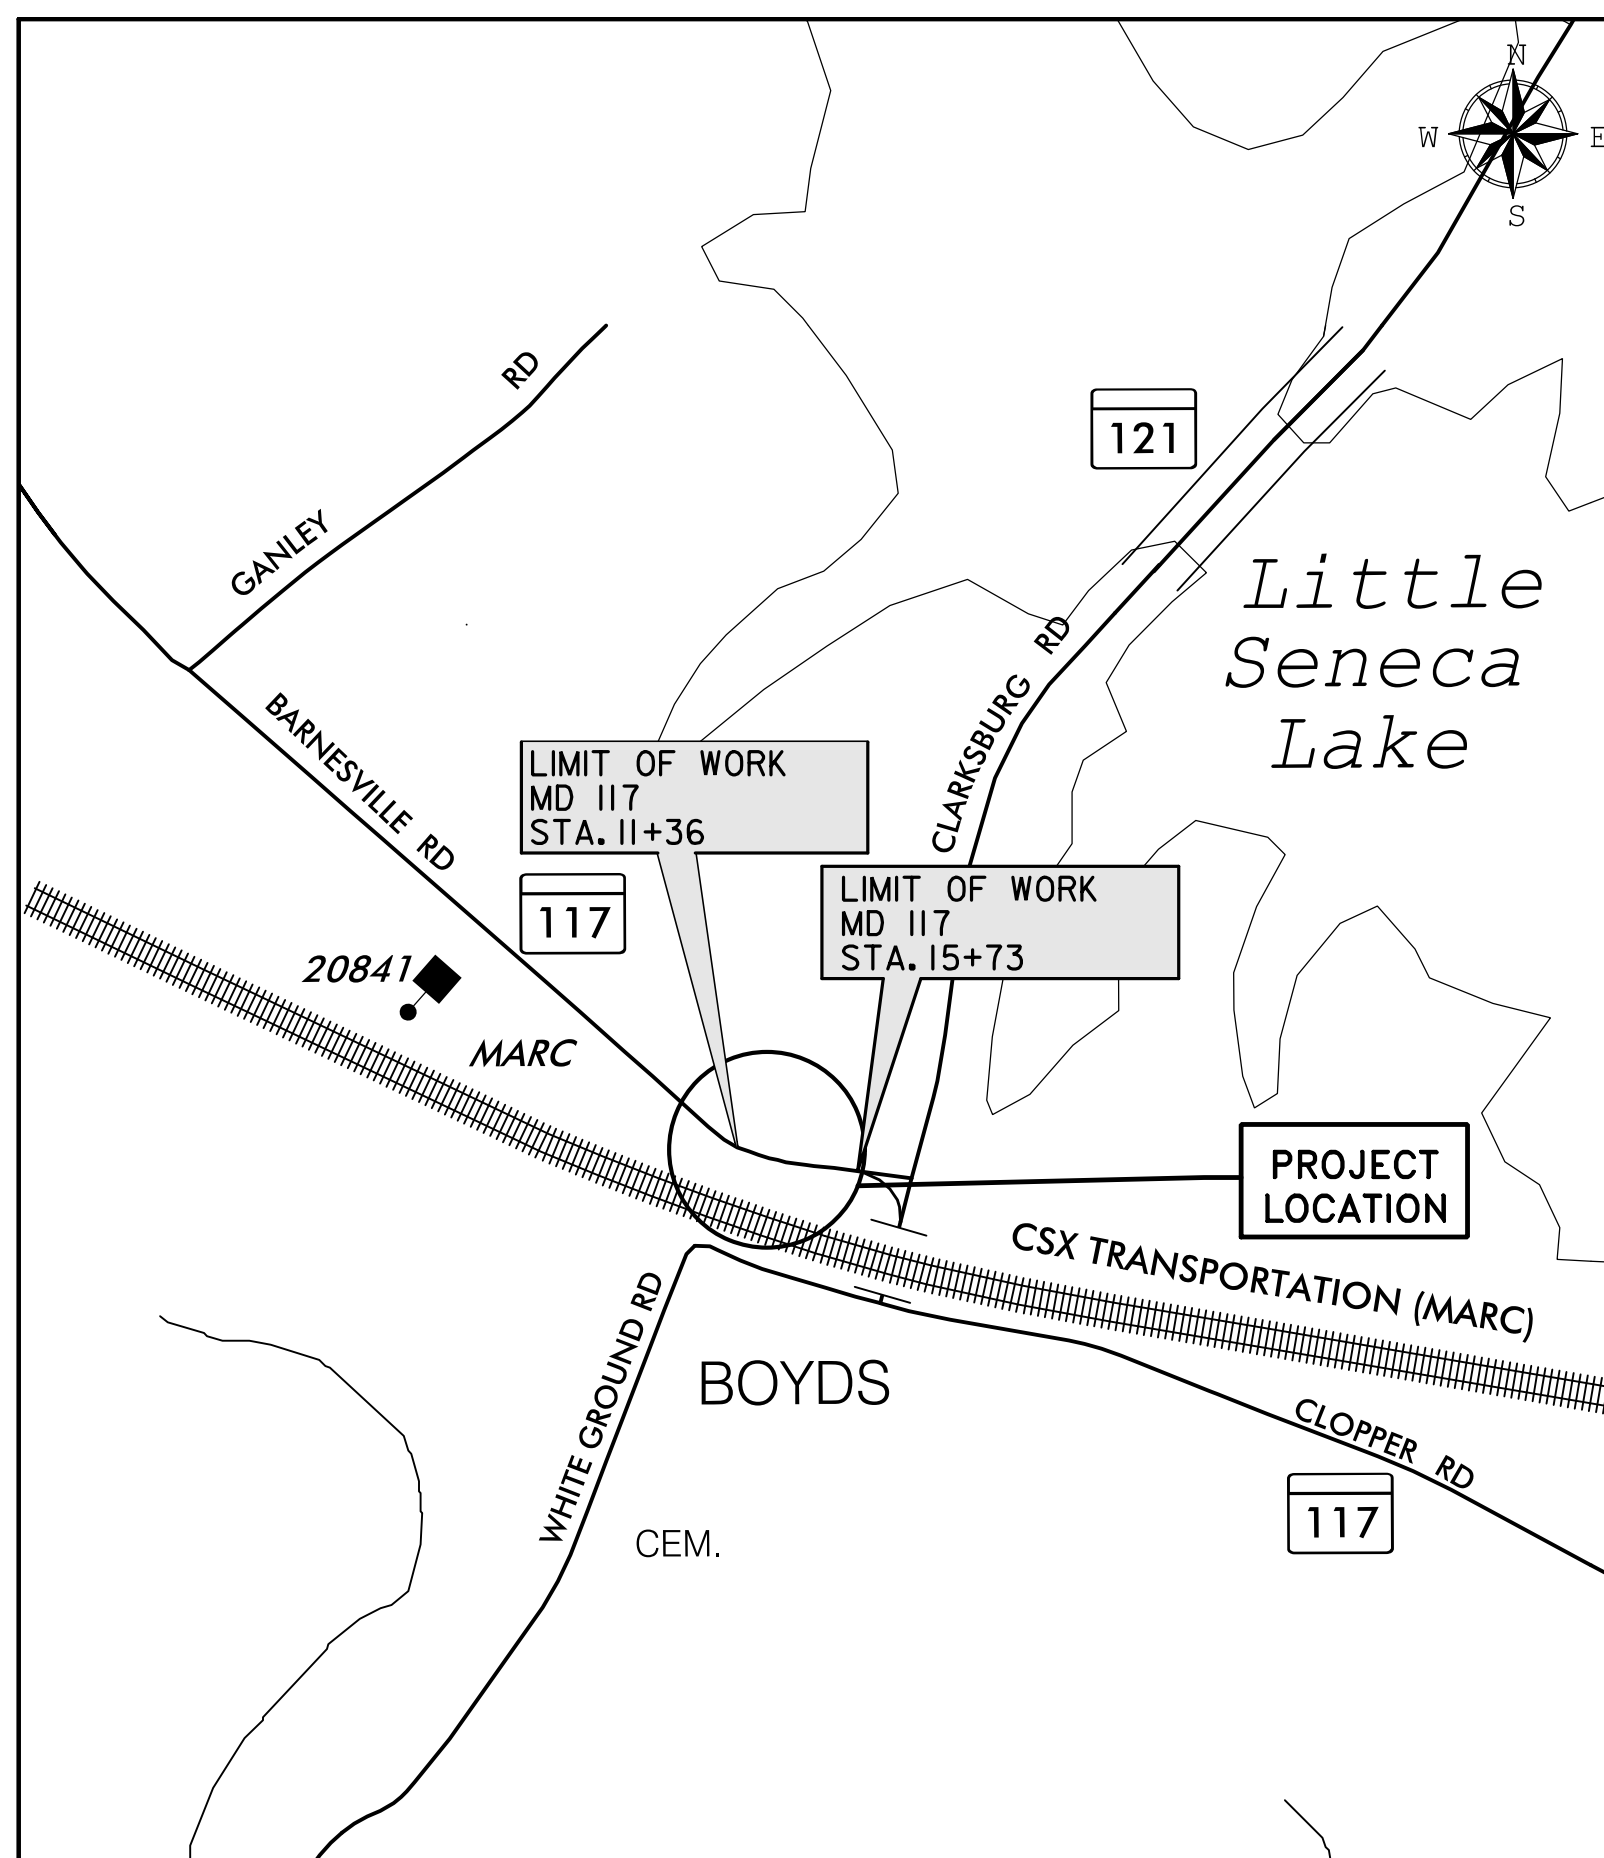 N
W
E
S
RD
121
GANLEY
Little
Seneca
Lake
CLARKSBURG RD
BARNESVILLE RD
LIMIT OF WORK
MD 117
STA. 11+36
LIMIT OF WORK
MD 117
STA. 15+73
117
20841
MARC
PROJECT
LOCATION
CSX TRANSPORTATION (MARC)
WHITE GROUND RD
BOYDS
CLOPPER RD
117
CEM.